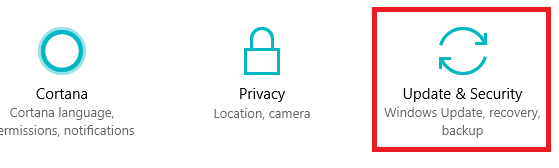 Cortana
Cortana language,
ermissions, notifications
Privacy
Location, camera
Update & Security
Windows Update, recovery,
backup